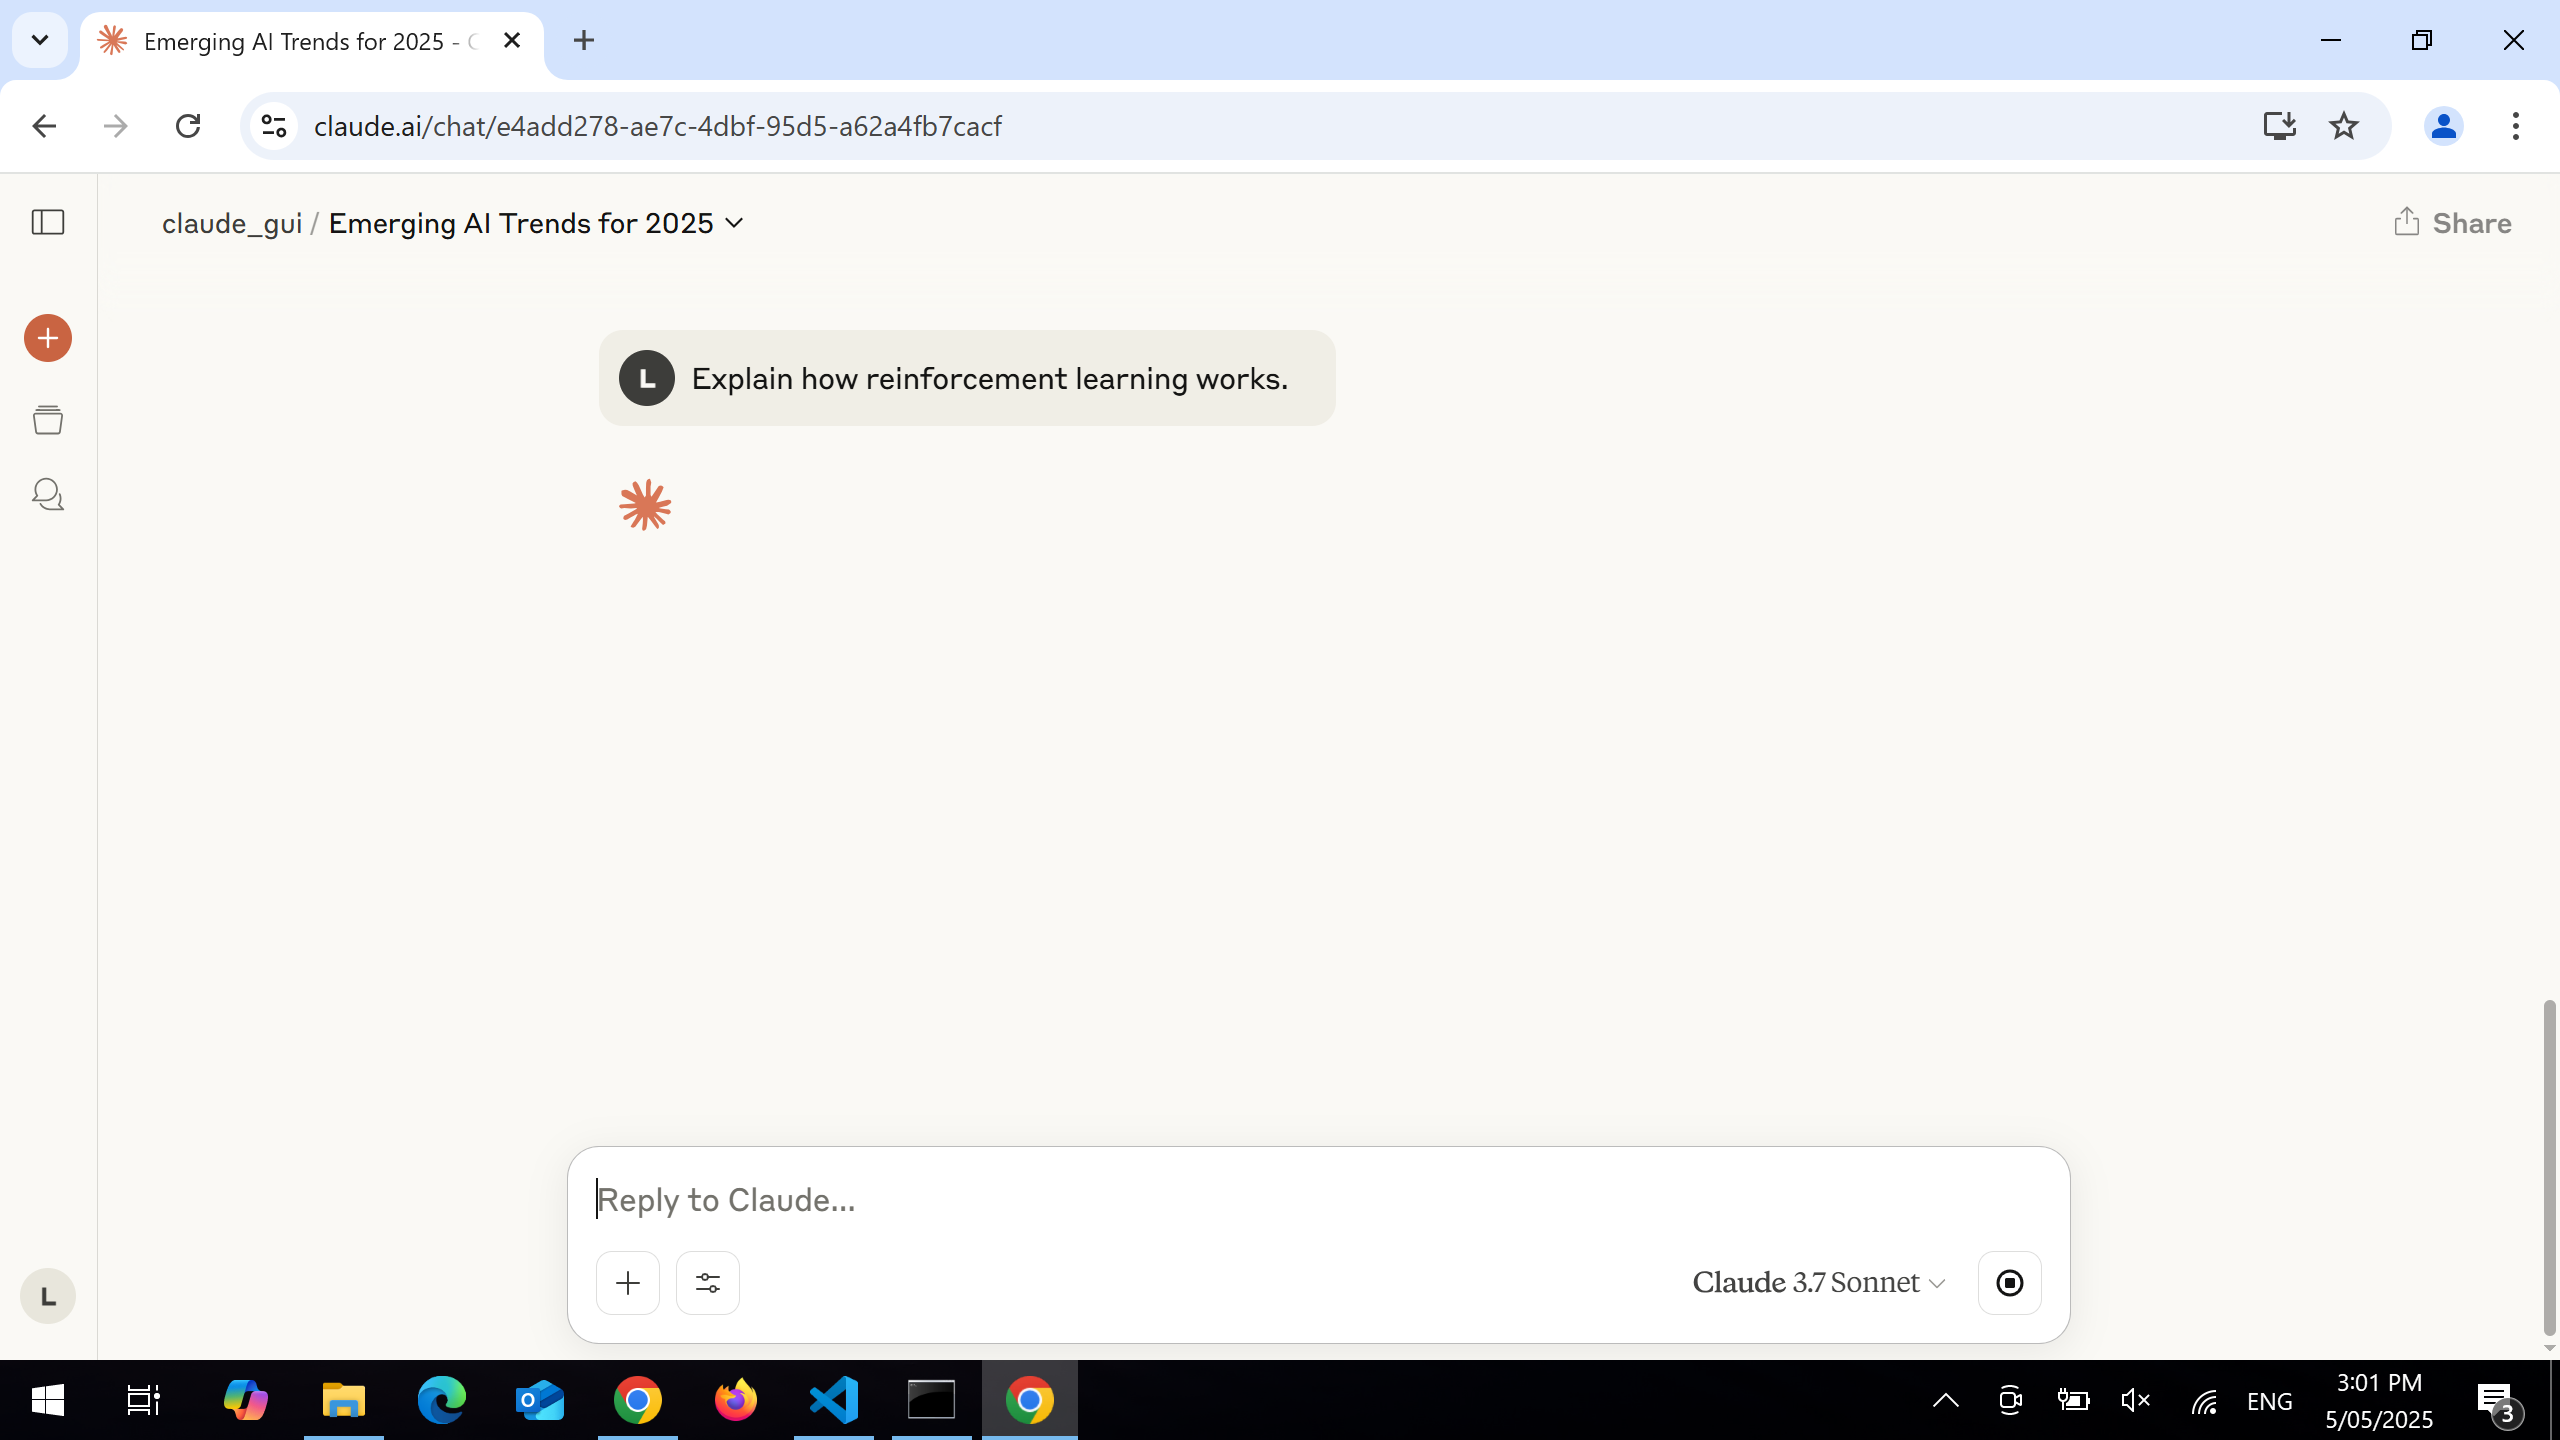 Emerging AI Trends for 2025 -
claude.ai/chat/e4add278-ae7c-4dbf-95d5-a62a4fb7cacf
claude_gui / Emerging AI Trends for 2025
Share
L
Explain how reinforcement learning works.
Reply to Claude...
Claude 3.7 Sonnet
L
ENG
3:01 PM
5/05/2025
3